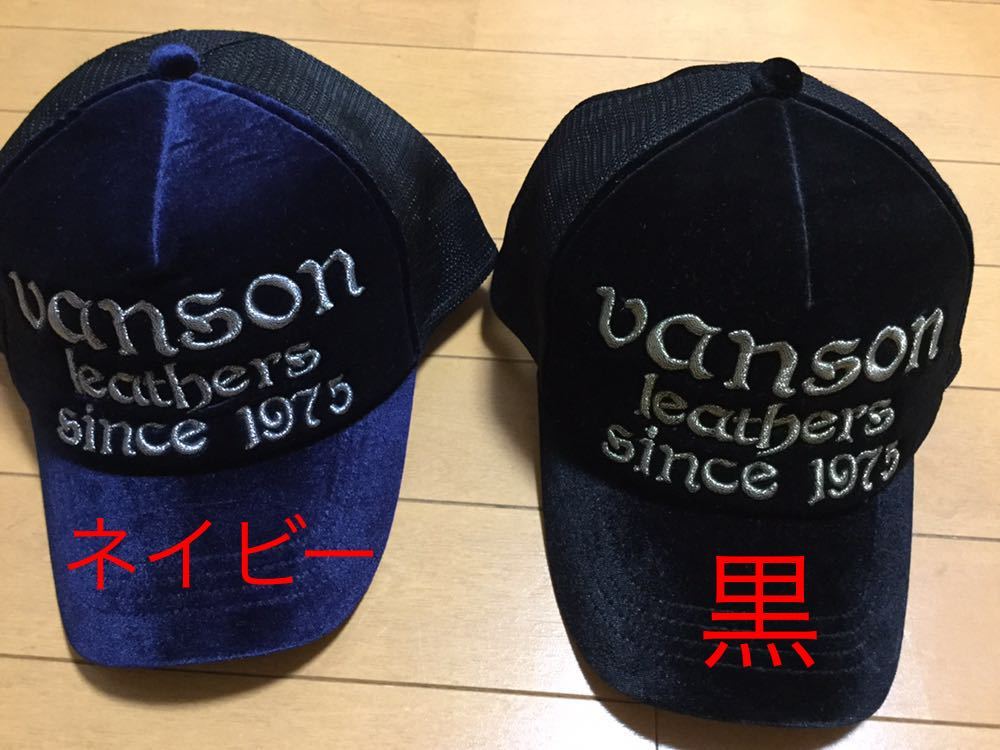 vanson
leathers
since 1975
ネイビー
vanson
leathers
since 1975
黒